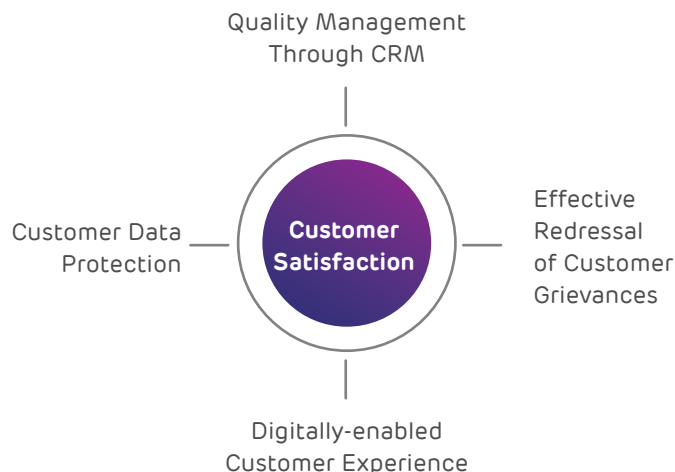 Quality Management
Through CRM
Customer Data
Protection
Customer
Satisfaction
Effective
Redressal
of Customer
Grievances
Digitally-enabled
Customer Experience